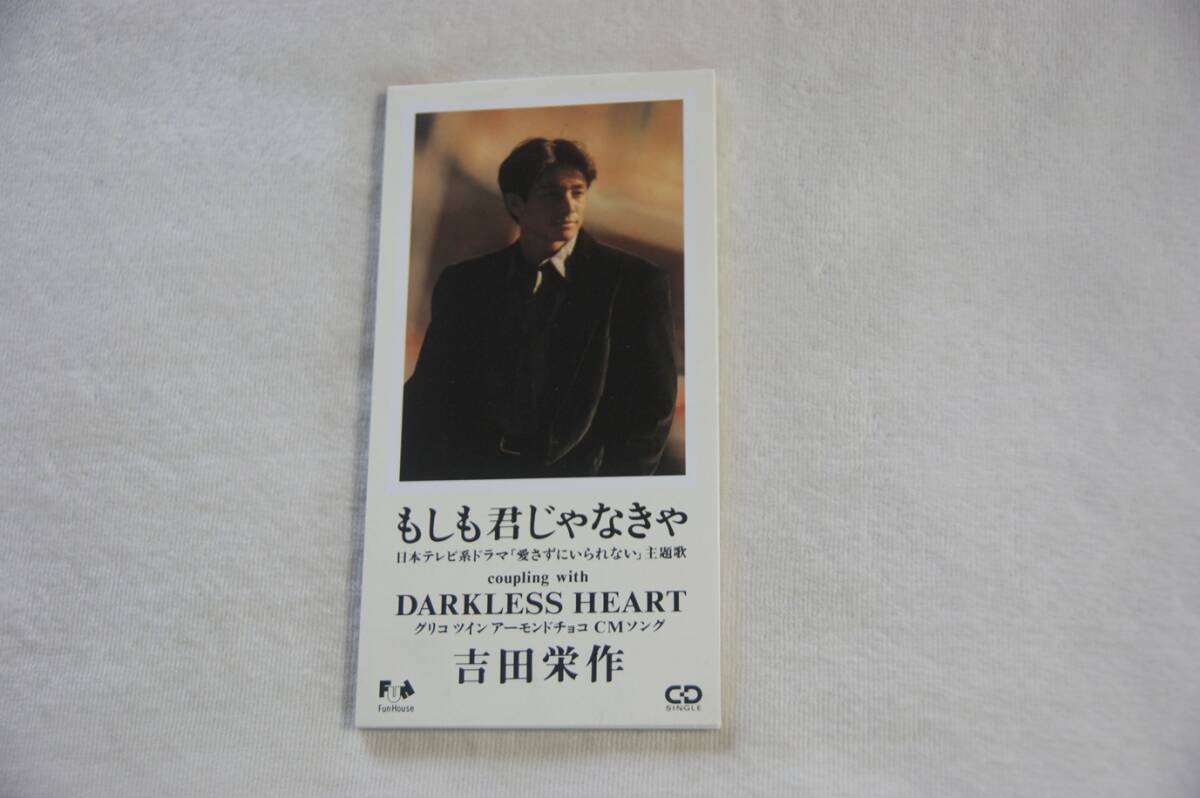 もしも君じゃなきゃ
日本テレビ系ドラマ「愛さずにいられない」主題歌
coupling with
DARKLESS HEART
グリコ ツイン アーモンドチョコ CMソング
吉田栄作
FUN
FunHouse
CD
SINGLE